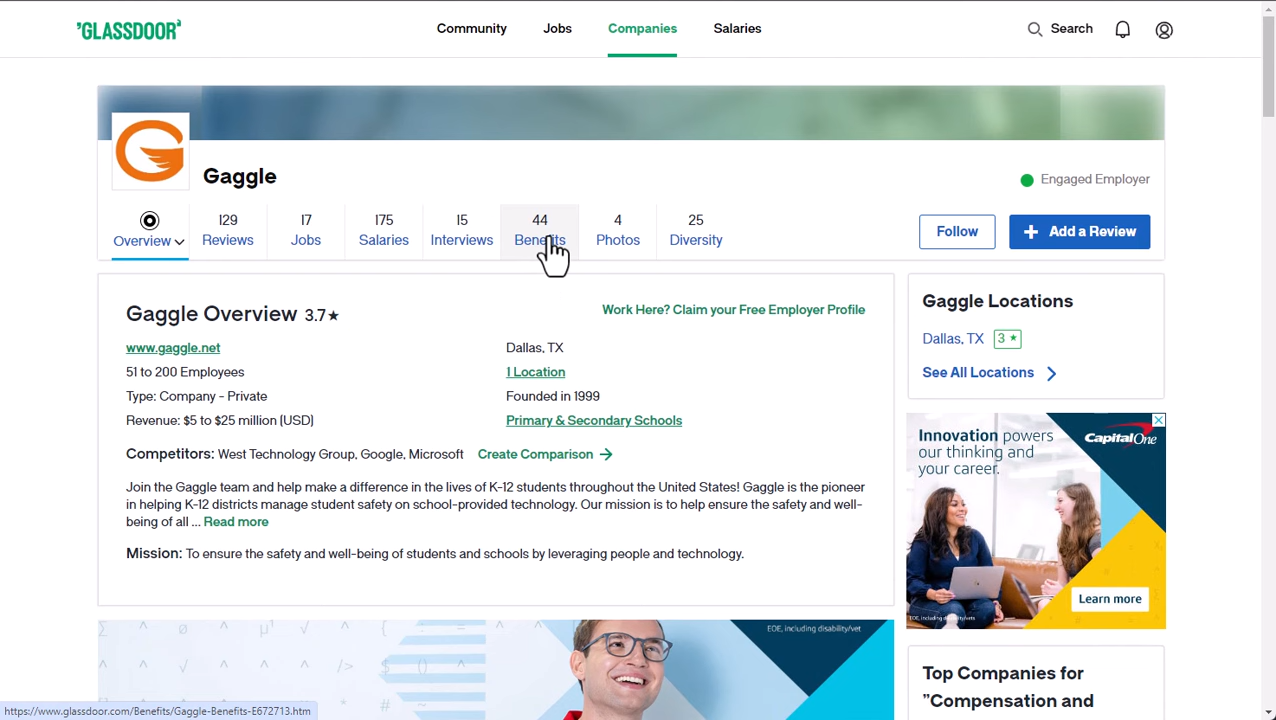 "GLASSDOOR"
Community Jobs Companies Salaries Search
Gaggle
Engaged Employer
129 17 175 15 44 4 25
Overview Reviews Jobs Salaries Interviews Benefits Photos Diversity
Follow + Add a Review
Gaggle Overview 3.7★
Work Here? Claim your Free Employer Profile
www.gaggle.net Dallas, TX
51 to 200 Employees 1 Location
Type: Company - Private Founded in 1999
Revenue: $5 to $25 million (USD) Primary & Secondary Schools
Competitors: West Technology Group, Google, Microsoft Create Comparison →
Join the Gaggle team and help make a difference in the lives of K-12 students throughout the United States! Gaggle is the pioneer
in helping K-12 districts manage student safety on school-provided technology. Our mission is to help ensure the safety and well-
being of all ... Read more
Mission: To ensure the safety and well-being of students and schools by leveraging people and technology.
EOE, including disability/vet
Gaggle Locations
Dallas, TX 3 ★
See All Locations
Innovation powers
our thinking and
your career.
Capital One
Learn more
EOE, including disability/vets
Top Companies for
"Compensation and
https://www.glassdoor.com/Benefits/Gaggle-Benefits-E672713.htm